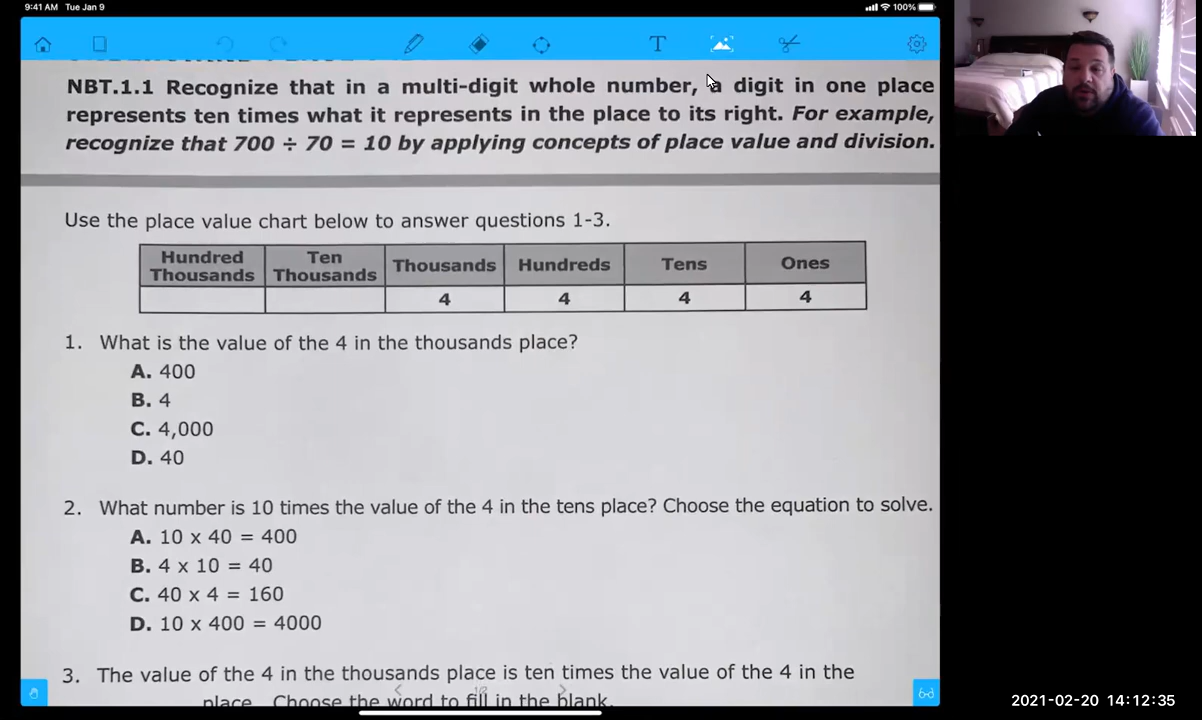 9:41 AM Tue Jan 9
100%
T
NBT.1.1 Recognize that in a multi-digit whole number, a digit in one place
represents ten times what it represents in the place to its right. For example,
recognize that 700 ÷ 70 = 10 by applying concepts of place value and division.
Use the place value chart below to answer questions 1-3.
Hundred Thousands Ten Thousands Thousands Hundreds Tens Ones
4 4 4 4
1. What is the value of the 4 in the thousands place?
A. 400
B. 4
C. 4,000
D. 40
2. What number is 10 times the value of the 4 in the tens place? Choose the equation to solve.
A. 10 x 40 = 400
B. 4 x 10 = 40
C. 40 x 4 = 160
D. 10 x 400 = 4000
3. The value of the 4 in the thousands place is ten times the value of the 4 in the
place. Choose the word to fill in the blank.
2021-02-20 14:12:35